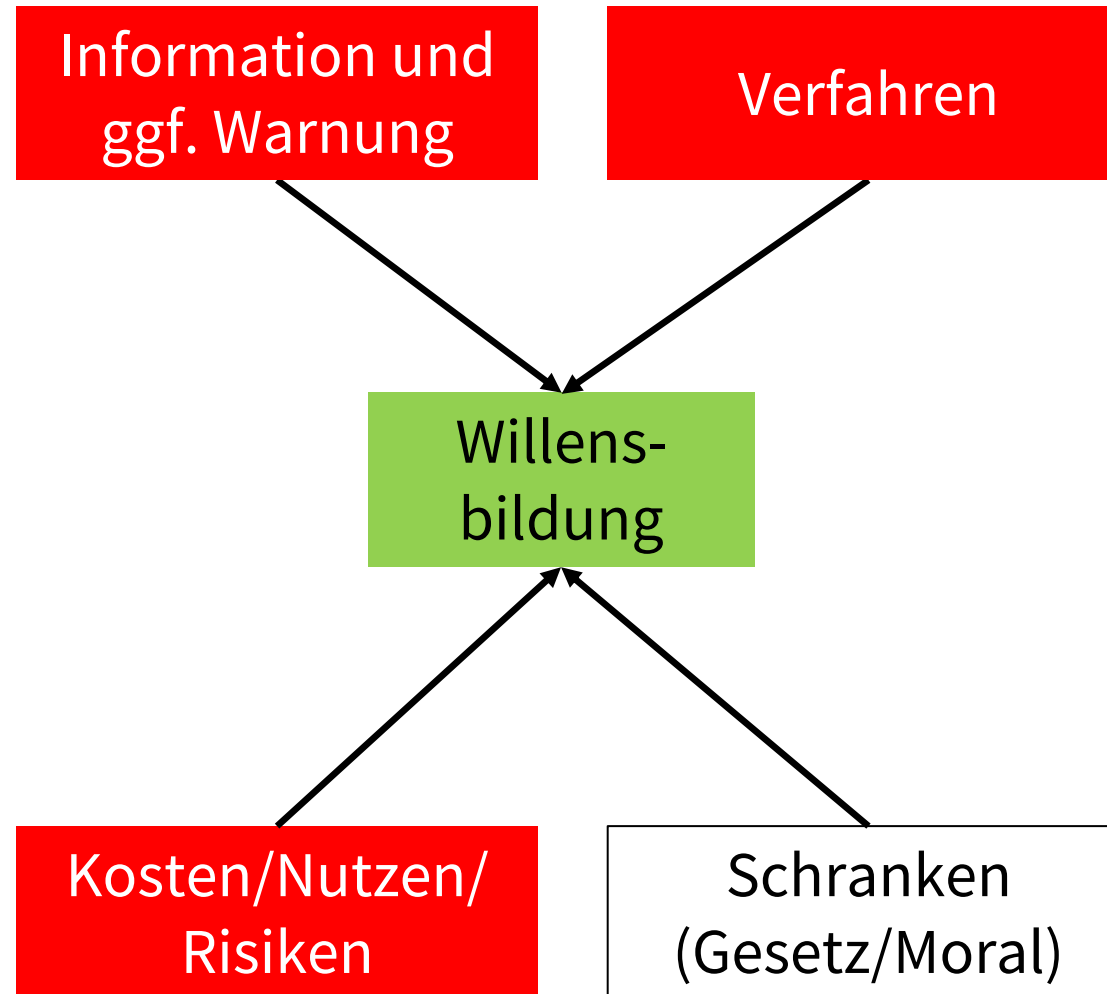 Information und
ggf. Warnung
Verfahren
Willens-
bildung
Kosten/Nutzen/
Risiken
Schranken
(Gesetz/Moral)